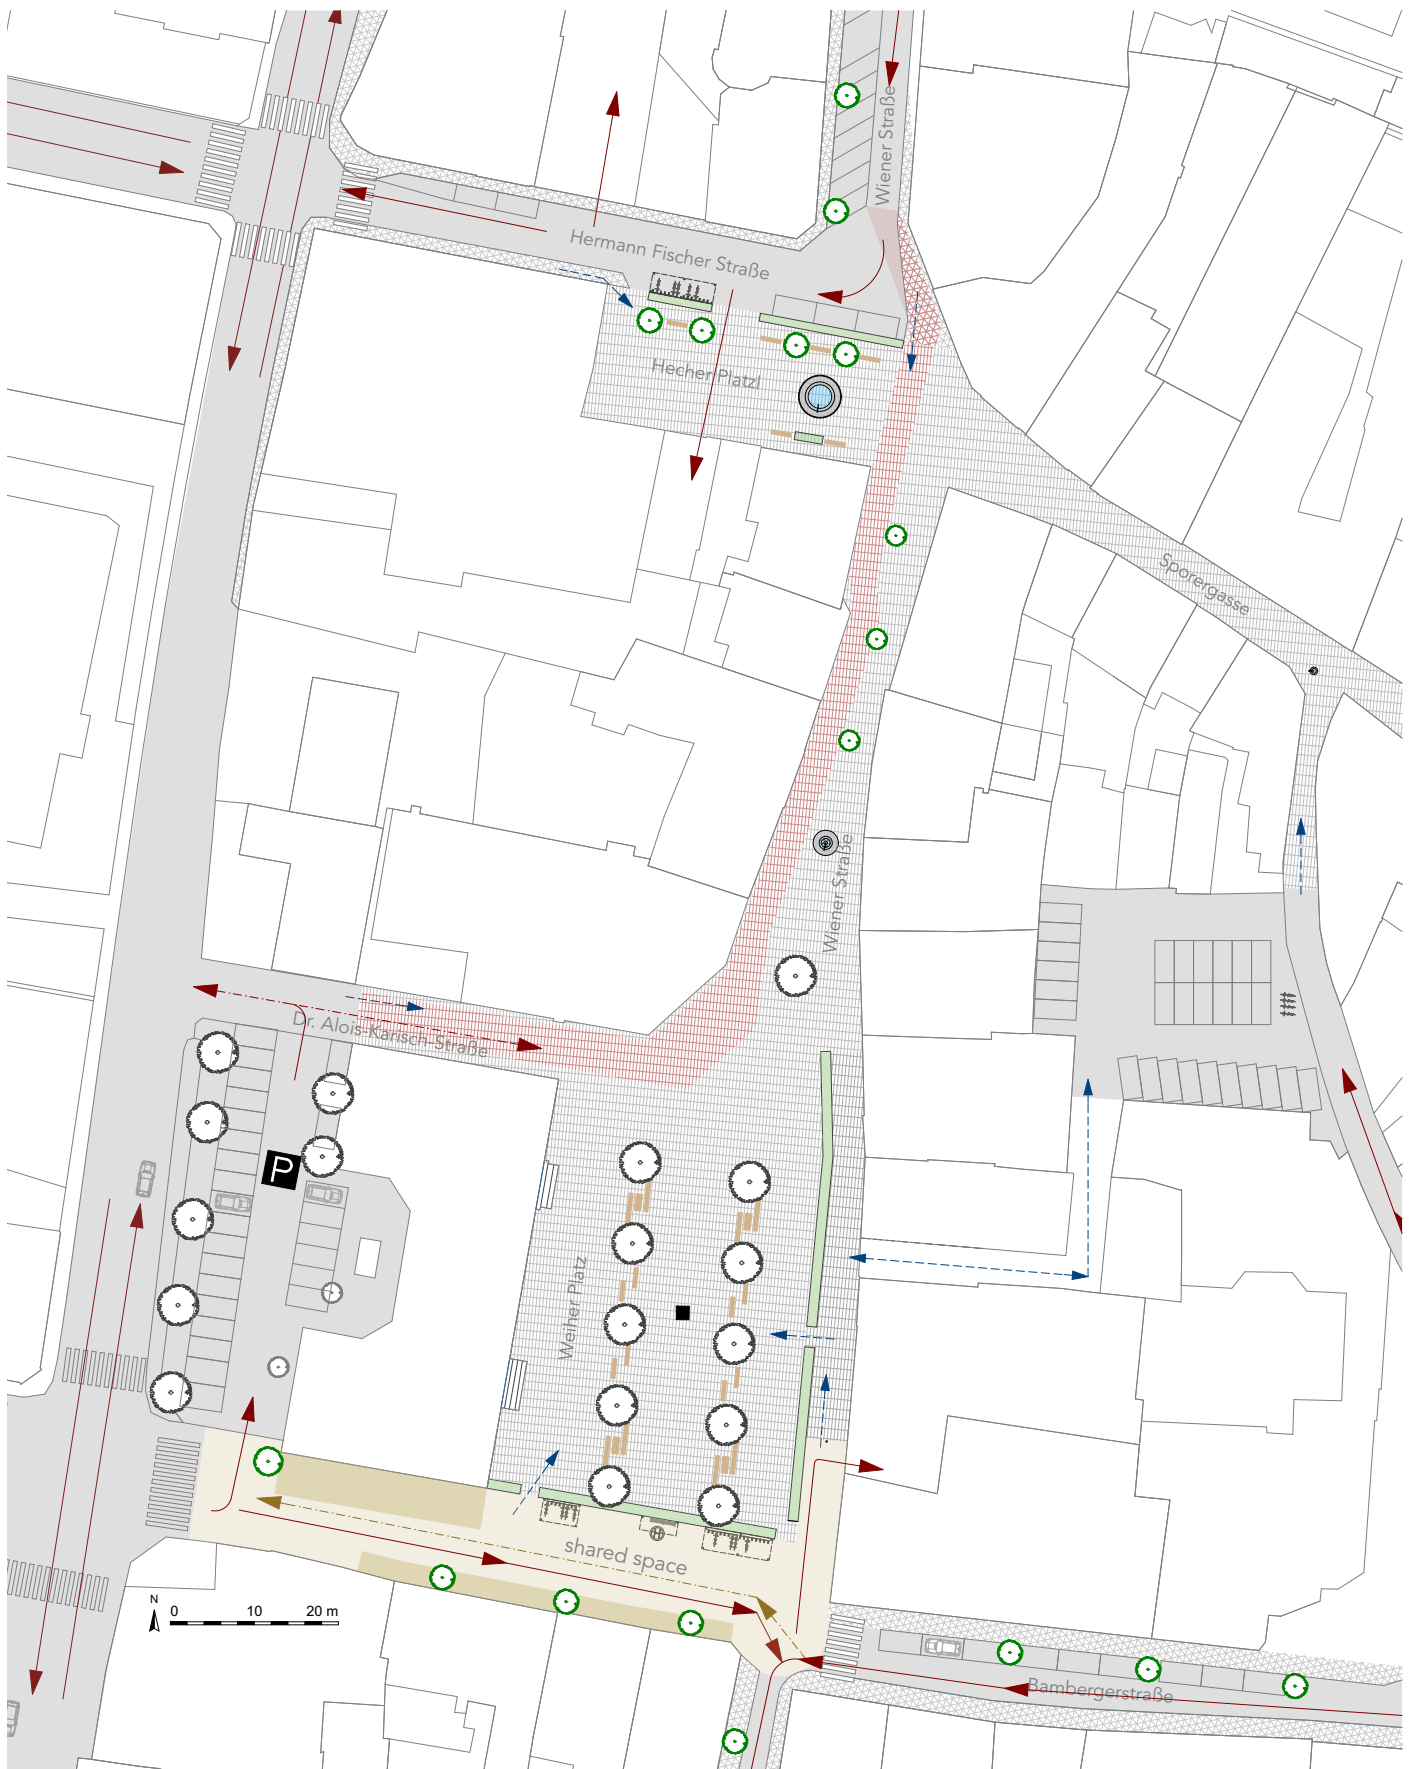 Wiener Straße
Hermann Fischer Straße
Hecher Platzl
Sporergasse
Wiener Straße
Dr. Alois-Karisch-Straße
P
Weiher Platz
shared space
N
0 10 20 m
Bambergerstraße